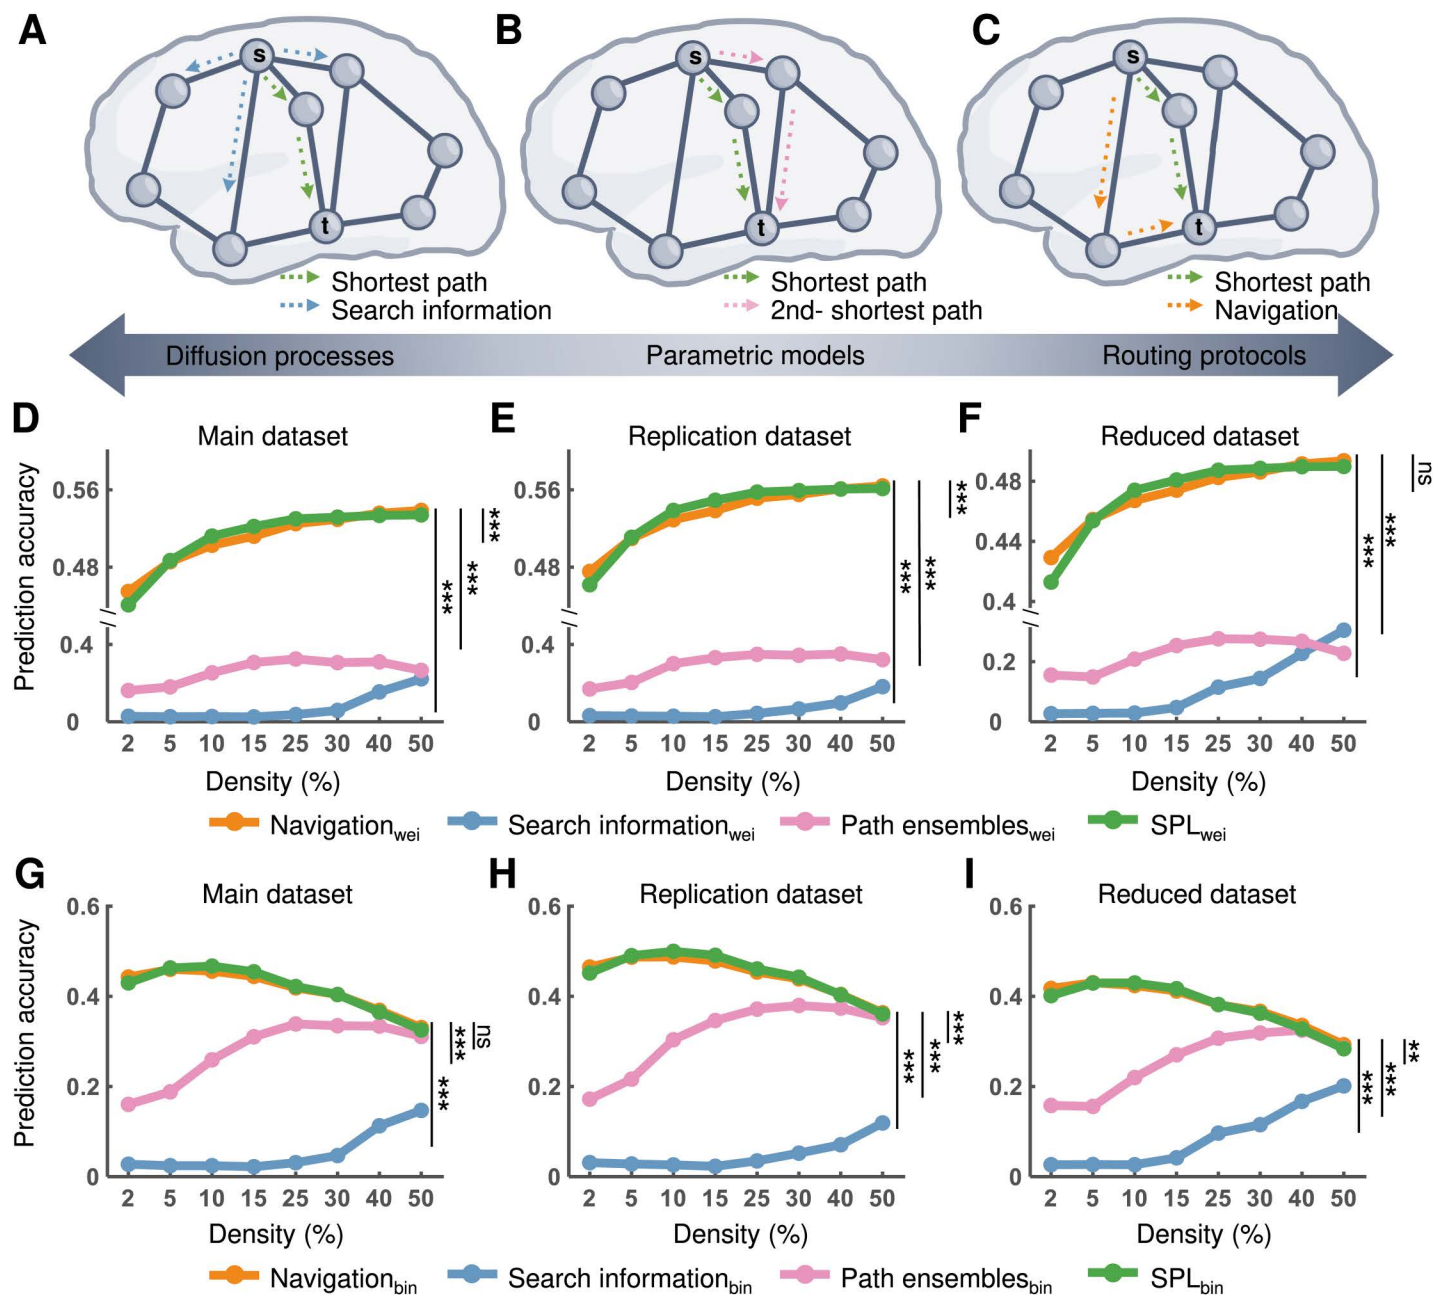 A
B
C
s
t
s
t
s
t
Shortest path
Search information
Shortest path
2nd- shortest path
Shortest path
Navigation
Diffusion processes
Parametric models
Routing protocols
D
E
F
Main dataset
Replication dataset
Reduced dataset
Prediction accuracy
0.56
0.48
0.4
0
2 5 10 15 25 30 40 50
Density (%)
***
***
***
0.56
0.48
0.4
0
2 5 10 15 25 30 40 50
Density (%)
***
***
***
0.48
0.44
0.4
0.2
0
2 5 10 15 25 30 40 50
Density (%)
***
***
ns
Navigationwei
Search informationwei
Path ensembleswei
SPLwei
G
H
I
Main dataset
Replication dataset
Reduced dataset
Prediction accuracy
0.6
0.4
0.2
0
2 5 10 15 25 30 40 50
Density (%)
***
***
ns
0.6
0.4
0.2
0
2 5 10 15 25 30 40 50
Density (%)
***
***
***
0.6
0.4
0.2
0
2 5 10 15 25 30 40 50
Density (%)
***
***
**
Navigationbin
Search informationbin
Path ensemblesbin
SPLbin